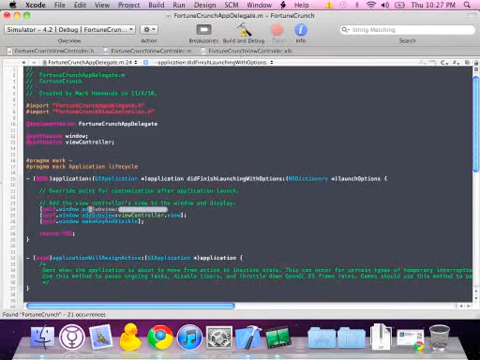 Xcode File Edit View Project Build Run Design SCM Window Help Thu 10:27 PM
FortuneCrunchAppDelegate.m – FortuneCrunch
Simulator - 4.2 | Debug | FortuneCru...
String Matching
Overview Action Breakpoints Build and Debug Tasks Info Search
FortuneCrunchViewController.h FortuneCrunchViewController.m FortuneCrunchViewController.xib
FortuneCrunchAppDelegate.m:24 -application:didFinishLaunchingWithOptions:
// FortuneCrunchAppDelegate.m
// FortuneCrunch
//
// Created by Mark Hammonds on 11/4/10.
#import "FortuneCrunchAppDelegate.h"
#import "FortuneCrunchViewController.h"
@implementation FortuneCrunchAppDelegate
@synthesize window;
@synthesize viewController;
#pragma mark -
#pragma mark Application lifecycle
- (BOOL)application:(UIApplication *)application didFinishLaunchingWithOptions:(NSDictionary *)launchOptions {
// Override point for customization after application launch.
// Add the view controller's view to the window and display.
[self.window addSubview:
[self.window addSubview:viewController.view];
[self.window makeKeyAndVisible];
return YES;
}
- (void)applicationWillResignActive:(UIApplication *)application {
/*
Sent when the application is about to move from active to inactive state. This can occur for certain types of temporary interruptions
Use this method to pause ongoing tasks, disable timers, and throttle down OpenGL ES frame rates. Games should use this method to pa
*/
}
Found "FortuneCrunch" - 21 occurrences